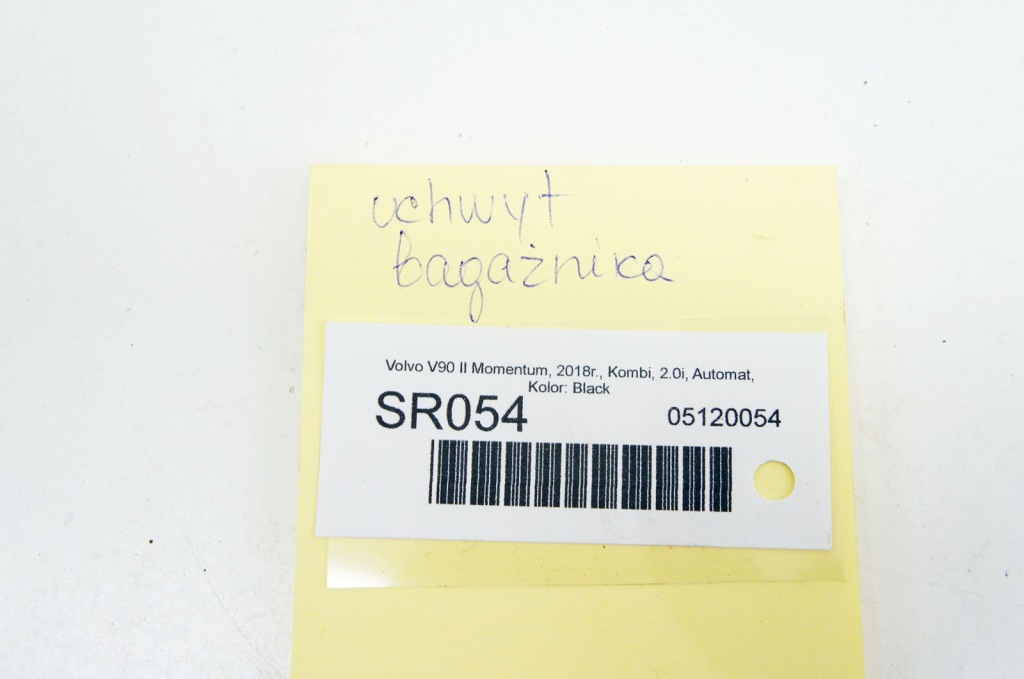 uchwyt
bagażnika
Volvo V90 II Momentum, 2018r., Kombi, 2.0i, Automat,
Kolor: Black
SR054 05120054